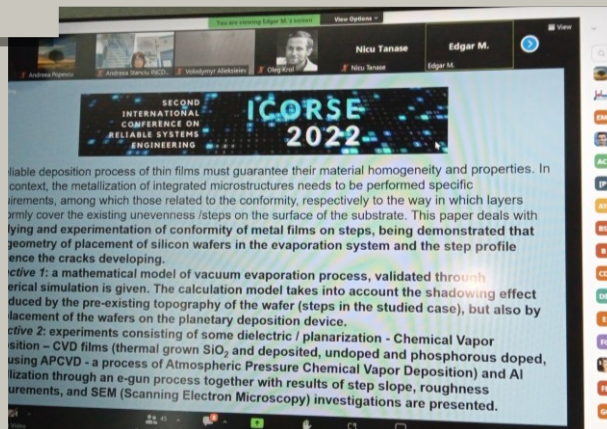 You are viewing Edgar M.'s screen
View Options
View
Nicu Tanase
Edgar M.
Andreea Popescu
Andreea Stanciu INCD...
Volodymyr Alieksieiev
Oleg Krol
Nicu Tanase
Edgar M.
SECOND
INTERNATIONAL
CONFERENCE ON
RELIABLE SYSTEMS
ENGINEERING
ICORSE
2022
liable deposition process of thin films must guarantee their material homogeneity and properties. In
context, the metallization of integrated microstructures needs to be performed specific
irements, among which those related to the conformity, respectively to the way in which layers
ormly cover the existing unevenness /steps on the surface of the substrate. This paper deals with
lying and experimentation of conformity of metal films on steps, being demonstrated that
geometry of placement of silicon wafers in the evaporation system and the step profile
ence the cracks developing.
ective 1: a mathematical model of vacuum evaporation process, validated through
erical simulation is given. The calculation model takes into account the shadowing effect
duced by the pre-existing topography of the wafer (steps in the studied case), but also by
lacement of the wafers on the planetary deposition device.
ctive 2: experiments consisting of some dielectric / planarization - Chemical Vapor
sition – CVD films (thermal grown SiO₂ and deposited, undoped and phosphorous doped,
using APCVD - a process of Atmospheric Pressure Chemical Vapor Deposition) and Al
llization through an e-gun process together with results of step slope, roughness
urements, and SEM (Scanning Electron Microscopy) investigations are presented.
45